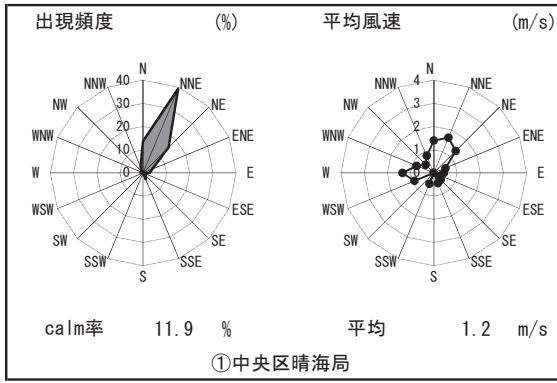 出現頻度 (%) 平均風速 (m/s)
N N
NNW 40 NNE NNW 4 NNE
NW 30 NE NW 3 NE
20 2
WNW 10 ENE WNW 1 ENE
W 0 E W 0 E
WSW ESE WSW ESE
SW SE SW SE
SSW SSE SSW SSE
S S
calm率 11.9 % 平均 1.2 m/s
①中央区晴海局